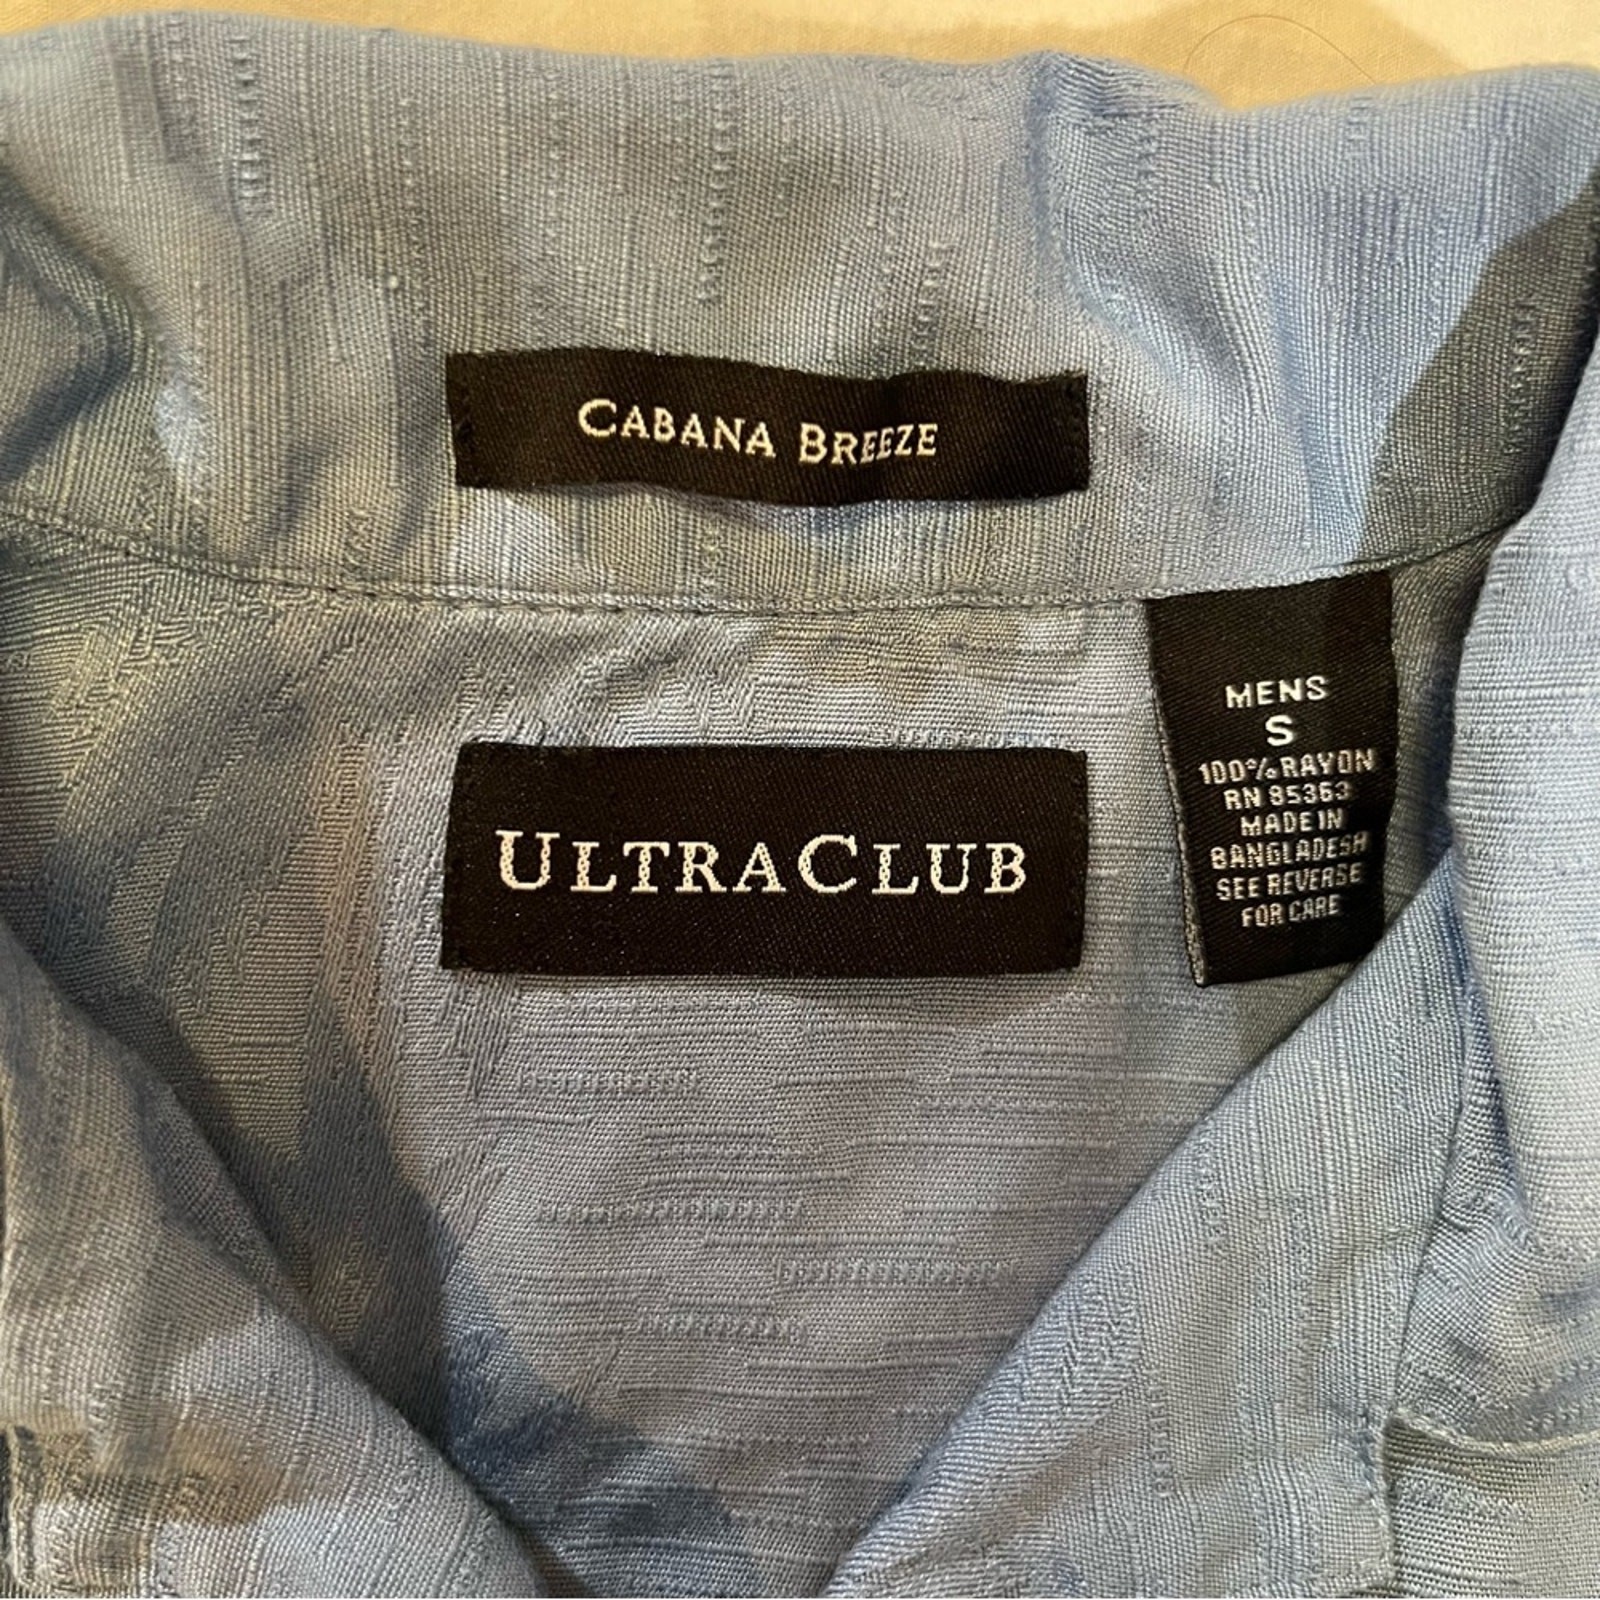 CABANA BREEZE
ULTRACLUB
MENS
S
100% RAYON
RN 85363
MADE IN
BANGLADESH
SEE REVERSE
FOR CARE